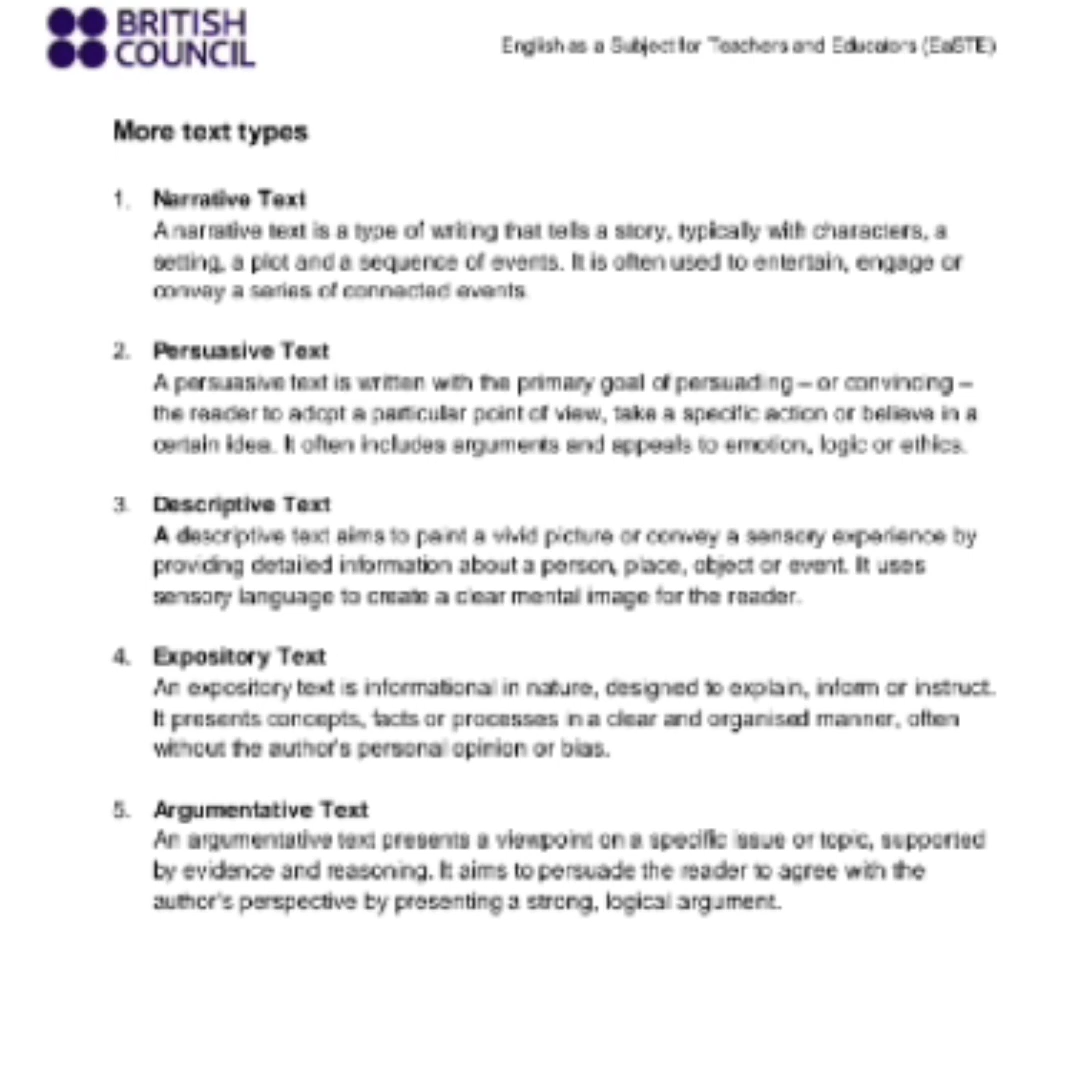 BRITISH
COUNCIL
English as a Subject for Teachers and Educators (EaSTE)
More text types
1. Narrative Text
A narrative text is a type of writing that tells a story, typically with characters, a
setting, a plot and a sequence of events. It is often used to entertain, engage or
convey a series of connected events.
2. Persuasive Text
A persuasive text is written with the primary goal of persuading – or convincing –
the reader to adopt a particular point of view, take a specific action or believe in a
certain idea. It often includes arguments and appeals to emotion, logic or ethics.
3. Descriptive Text
A descriptive text aims to paint a vivid picture or convey a sensory experience by
providing detailed information about a person, place, object or event. It uses
sensory language to create a clear mental image for the reader.
4. Expository Text
An expository text is informational in nature, designed to explain, inform or instruct.
It presents concepts, facts or processes in a clear and organised manner, often
without the author's personal opinion or bias.
5. Argumentative Text
An argumentative text presents a viewpoint on a specific issue or topic, supported
by evidence and reasoning. It aims to persuade the reader to agree with the
author's perspective by presenting a strong, logical argument.